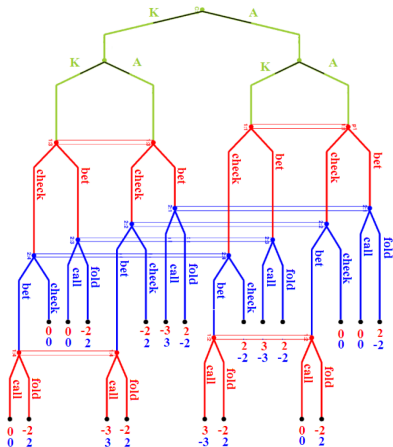 K A
K A K A
check bet check bet check bet check bet
bet check call fold bet check call fold bet check call fold bet check call fold
0 0 -2 -2 -3 2 0 0 2
0 0 2 2 3 -2 0 0 -2
2 3 2
-2 -3 -2
call fold call fold call fold call fold
0 -2 -3 -2 3 -2 0 -2
0 2 3 2 -3 2 0 2